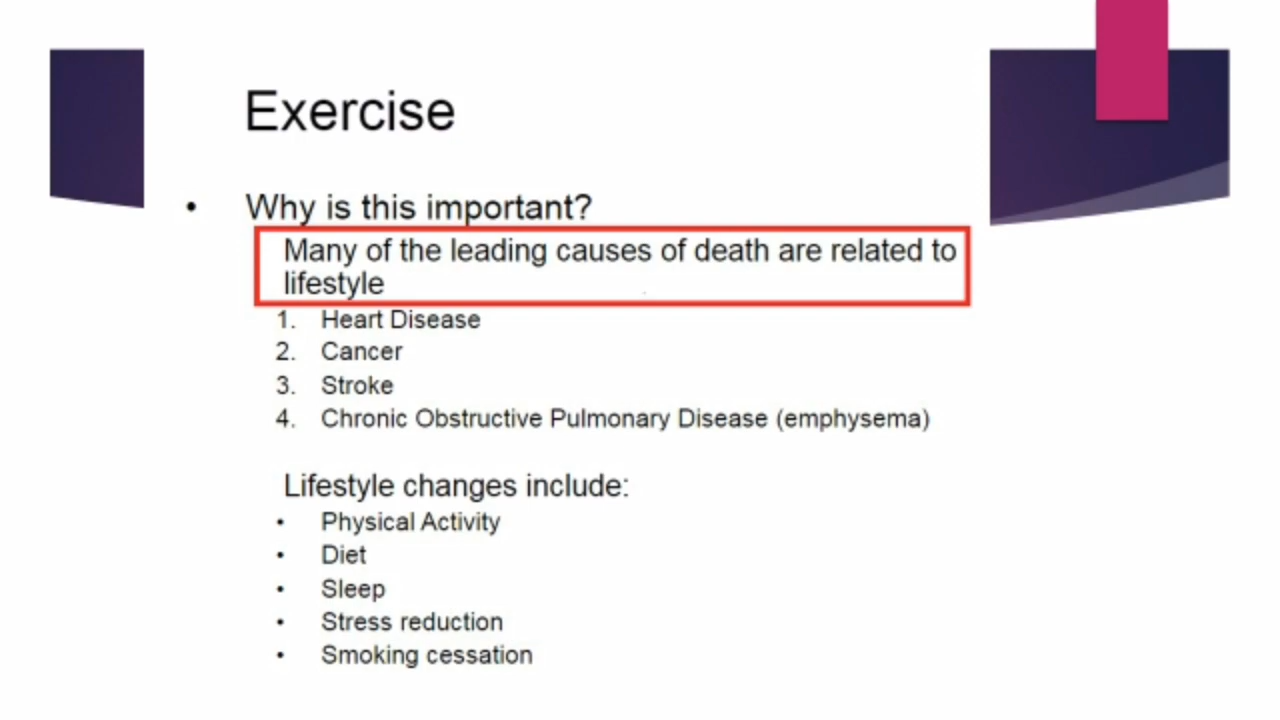 Exercise
• Why is this important?
Many of the leading causes of death are related to
lifestyle
1. Heart Disease
2. Cancer
3. Stroke
4. Chronic Obstructive Pulmonary Disease (emphysema)
Lifestyle changes include:
• Physical Activity
• Diet
• Sleep
• Stress reduction
• Smoking cessation